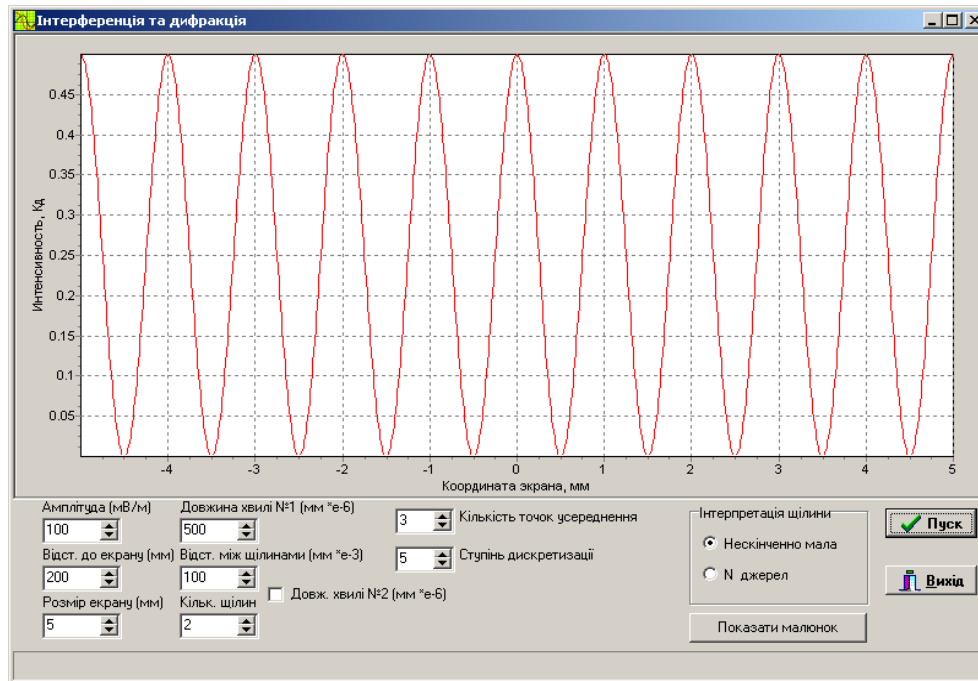 Інтерференція та дифракція
Интенсивность, Кд
0.45
0.4
0.35
0.3
0.25
0.2
0.15
0.1
0.05
-4 -3 -2 -1 0 1 2 3 4 5
Координата экрана, мм
Амплітуда (мВ/м)
100
Довжина хвилі №1 (мм *e-6)
500
3 Кількість точок усереднення
Відст. до екрану (мм)
200
Відст. між щілинами (мм *e-3)
100
5 Ступінь дискретизації
Розмір екрану (мм)
5
Кільк. щілин
2
Довж. хвилі №2 (мм *e-6)
Інтерпретація щілини
Нескінченно мала
N джерел
Показати малюнок
Пуск
Вихід